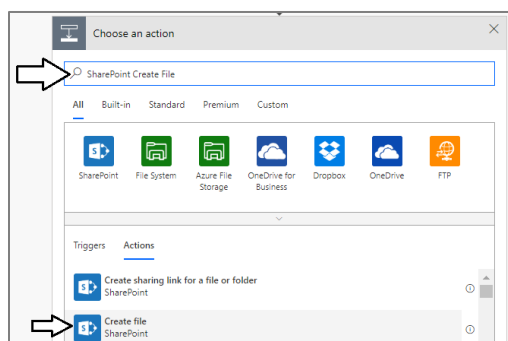 Choose an action
SharePoint Create File
All Built-in Standard Premium Custom
SharePoint File System Azure File Storage OneDrive for Business Dropbox OneDrive FTP
Triggers Actions
Create sharing link for a file or folder
SharePoint
Create file
SharePoint